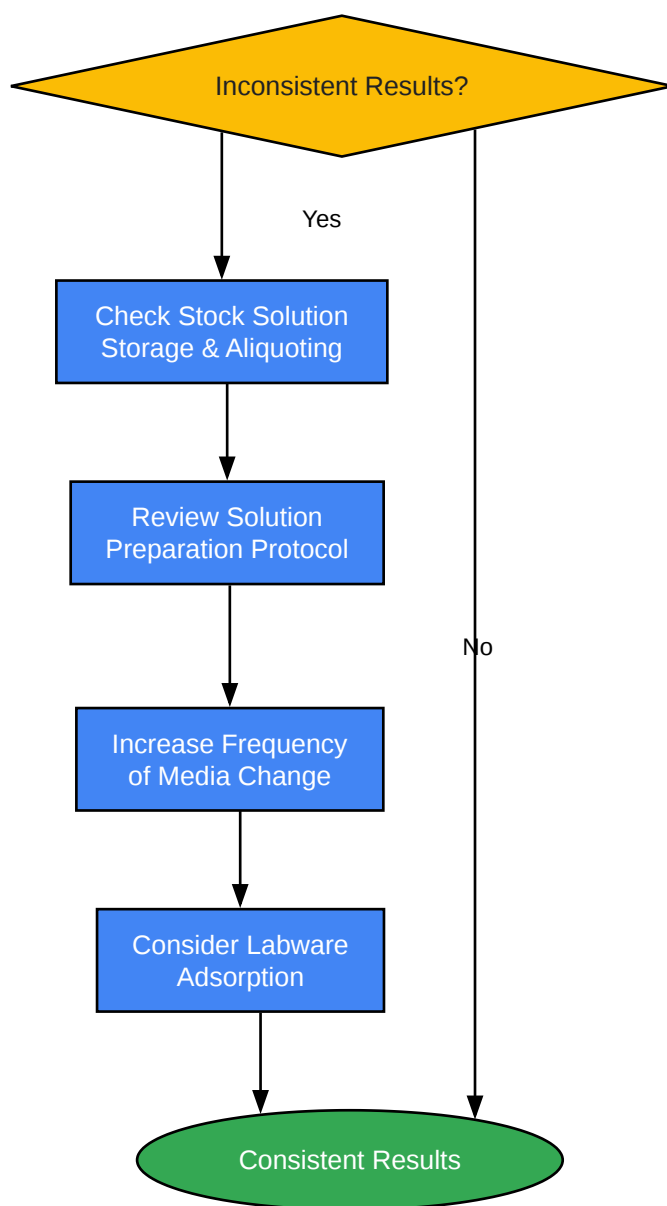 Inconsistent Results?
Yes
Check Stock Solution
Storage & Aliquoting
Review Solution
Preparation Protocol
No
Increase Frequency
of Media Change
Consider Labware
Adsorption
Consistent Results